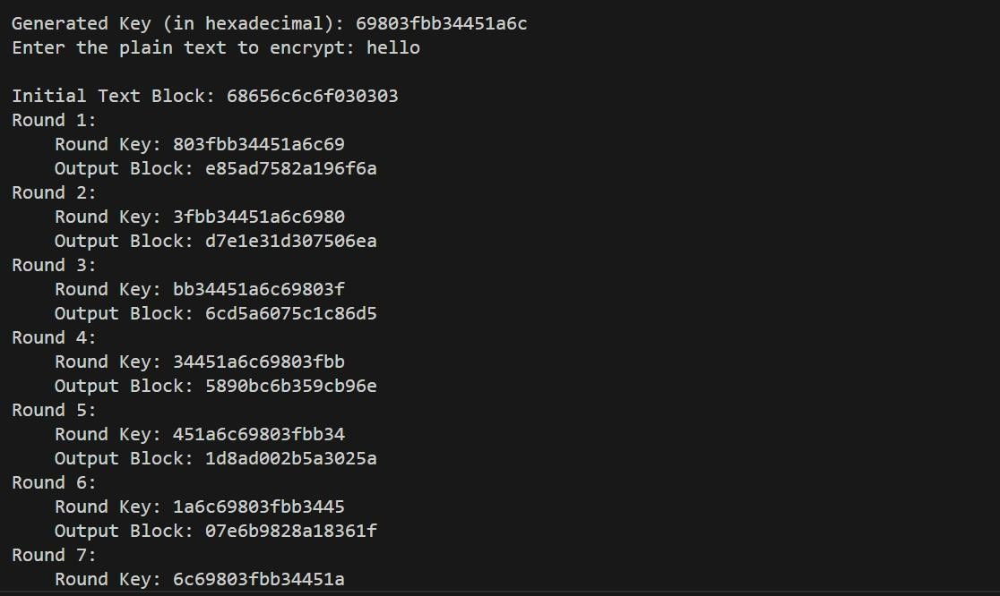 Generated Key (in hexadecimal): 69803fbb34451a6c
Enter the plain text to encrypt: hello
Initial Text Block: 68656c6c6f030303
Round 1:
Round Key: 803fbb34451a6c69
Output Block: e85ad7582a196f6a
Round 2:
Round Key: 3fbb34451a6c6980
Output Block: d7e1e31d307506ea
Round 3:
Round Key: bb34451a6c69803f
Output Block: 6cd5a6075c1c86d5
Round 4:
Round Key: 34451a6c69803fbb
Output Block: 5890bc6b359cb96e
Round 5:
Round Key: 451a6c69803fbb34
Output Block: 1d8ad002b5a3025a
Round 6:
Round Key: 1a6c69803fbb3445
Output Block: 07e6b9828a18361f
Round 7:
Round Key: 6c69803fbb34451a